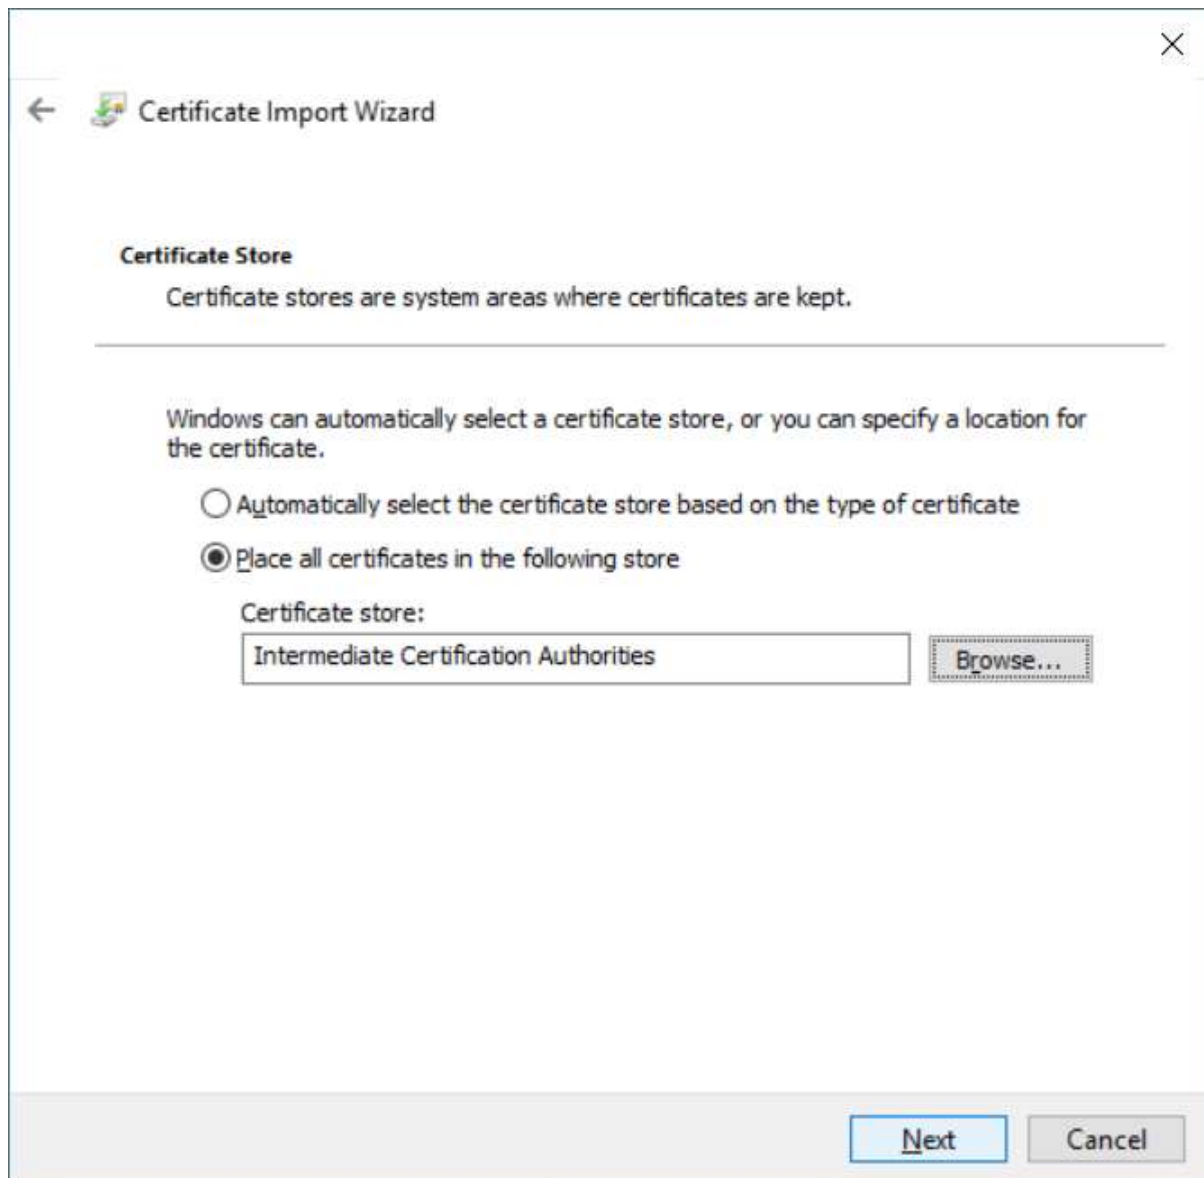 Certificate Import Wizard
Certificate Store
Certificate stores are system areas where certificates are kept.
Windows can automatically select a certificate store, or you can specify a location for
the certificate.
Automatically select the certificate store based on the type of certificate
Place all certificates in the following store
Certificate store:
Intermediate Certification Authorities
Browse...
Next
Cancel